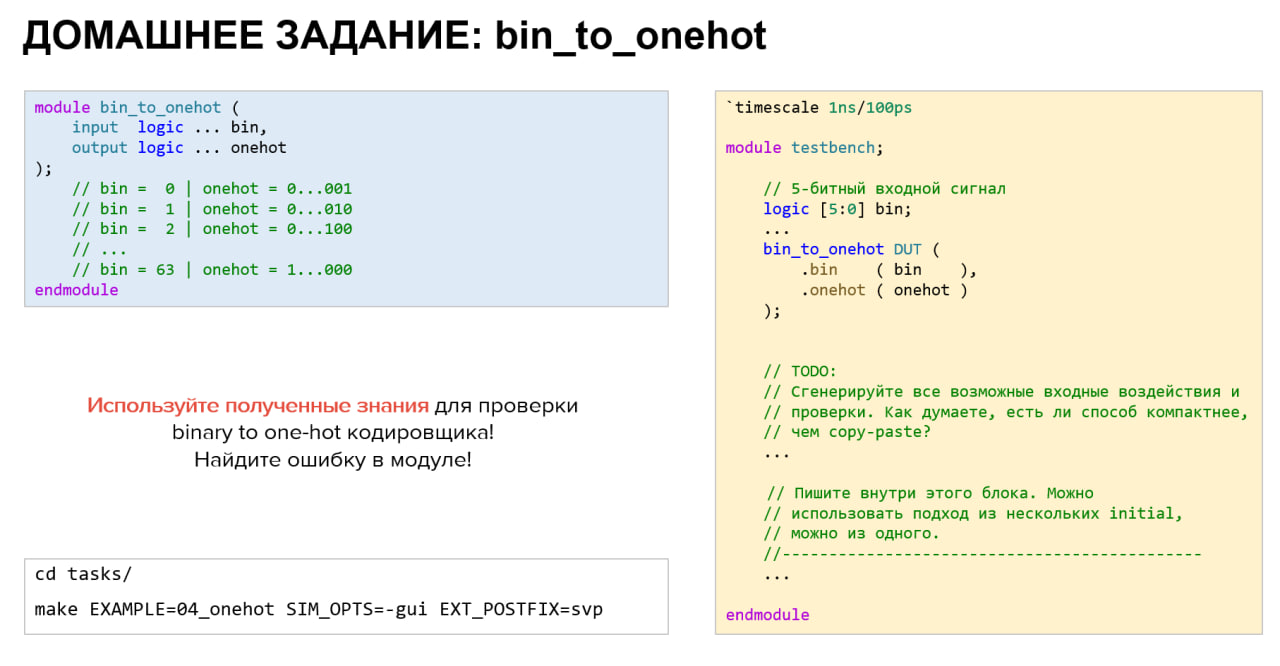 ДОМАШНЕЕ ЗАДАНИЕ: bin_to_onehot
module bin_to_onehot (
    input  logic ... bin,
    output logic ... onehot
);
    // bin =  0 | onehot = 0...001
    // bin =  1 | onehot = 0...010
    // bin =  2 | onehot = 0...100
    // ...
    // bin = 63 | onehot = 1...000
endmodule
Используйте полученные знания для проверки
binary to one-hot кодировщика!
Найдите ошибку в модуле!
cd tasks/
make EXAMPLE=04_onehot SIM_OPTS=-gui EXT_POSTFIX=svp
`timescale 1ns/100ps
module testbench;
    // 5-битный входной сигнал
    logic [5:0] bin;
    ...
    bin_to_onehot DUT (
        .bin    ( bin    ),
        .onehot ( onehot )
    );
    // TODO:
    // Сгенерируйте все возможные входные воздействия и
    // проверки. Как думаете, есть ли способ компактнее,
    // чем copy-paste?
    ...
    // Пишите внутри этого блока. Можно
    // использовать подход из нескольких initial,
    // можно из одного.
    //---------------------------------------------
    ...
endmodule